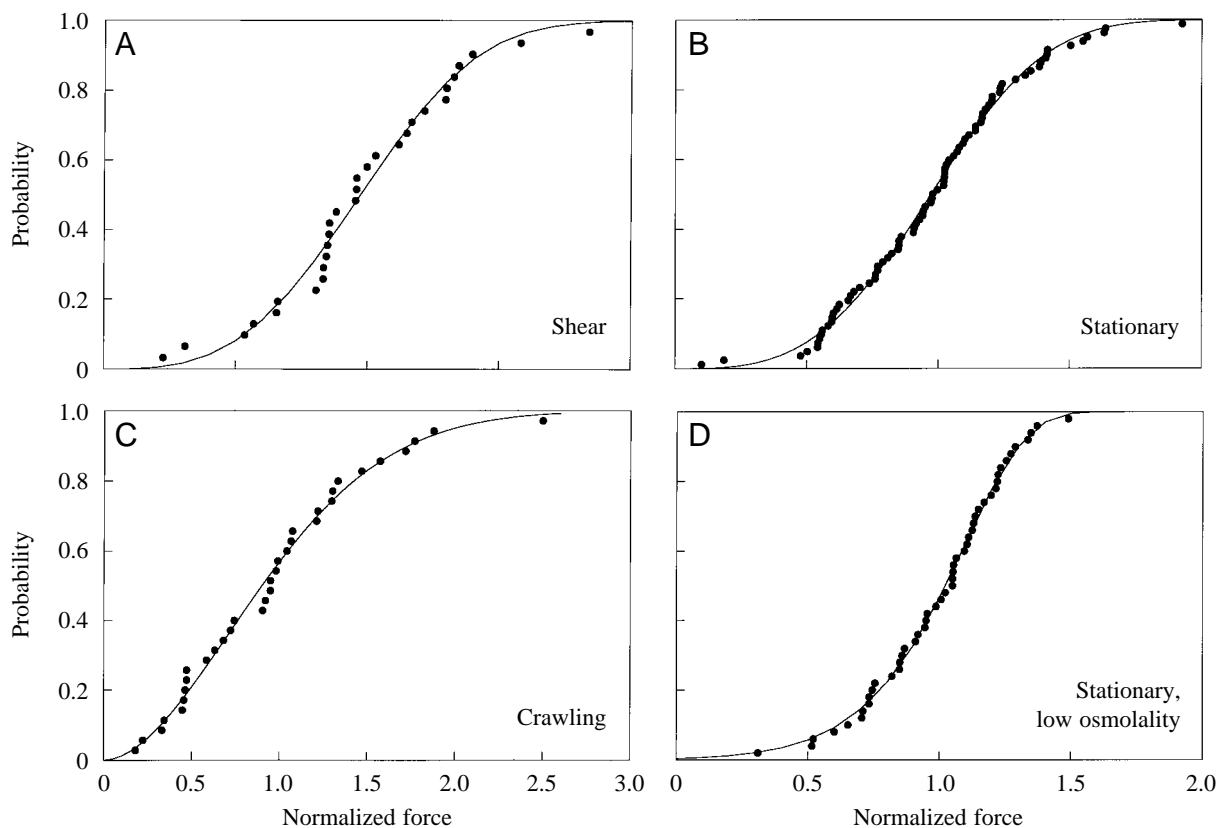 1.0
0.8
0.6
0.4
0.2
0
Probability
A
Shear
B
Stationary
1.0
0.8
0.6
0.4
0.2
0
Probability
C
Crawling
D
Stationary,
low osmolality
0 0.5 1.0 1.5 2.0 2.5 3.0
Normalized force
0 0.5 1.0 1.5 2.0
Normalized force